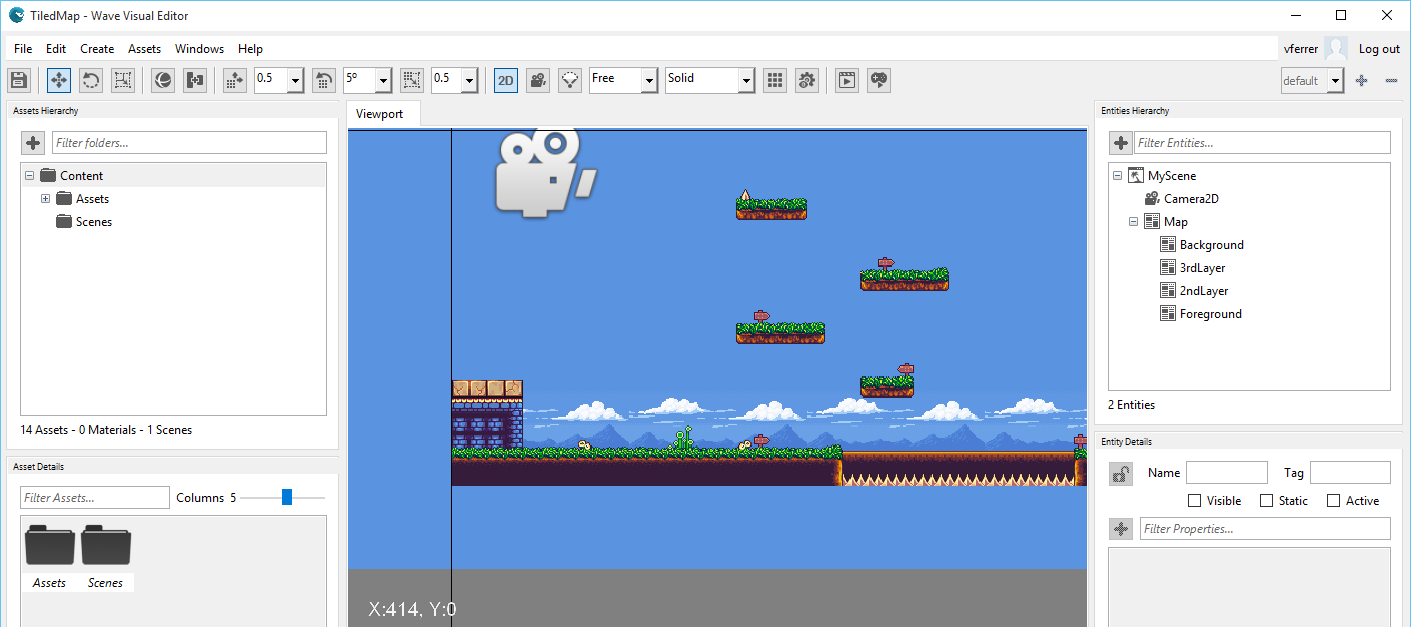 TiledMap - Wave Visual Editor
File Edit Create Assets Windows Help
vferrer Log out
0.5 5º 0.5 2D Free Solid default
Assets Hierarchy
Filter folders...
Content
Assets
Scenes
14 Assets - 0 Materials - 1 Scenes
Asset Details
Filter Assets... Columns 5
Assets Scenes
Viewport
X:414, Y:0
Entities Hierarchy
Filter Entities...
MyScene
Camera2D
Map
Background
3rdLayer
2ndLayer
Foreground
2 Entities
Entity Details
Name Tag
Visible Static Active
Filter Properties...